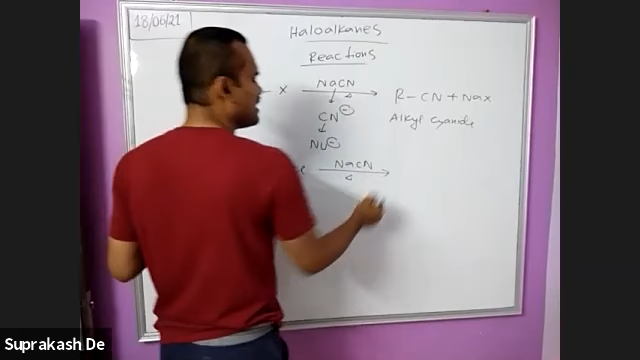 18/06/21
Haloalkanes
Reactions
- X NaCN Δ R - CN + Nax
CN⊖ Alkyl Cyanide
Nu⊖
NaCN
Δ
Suprakash De